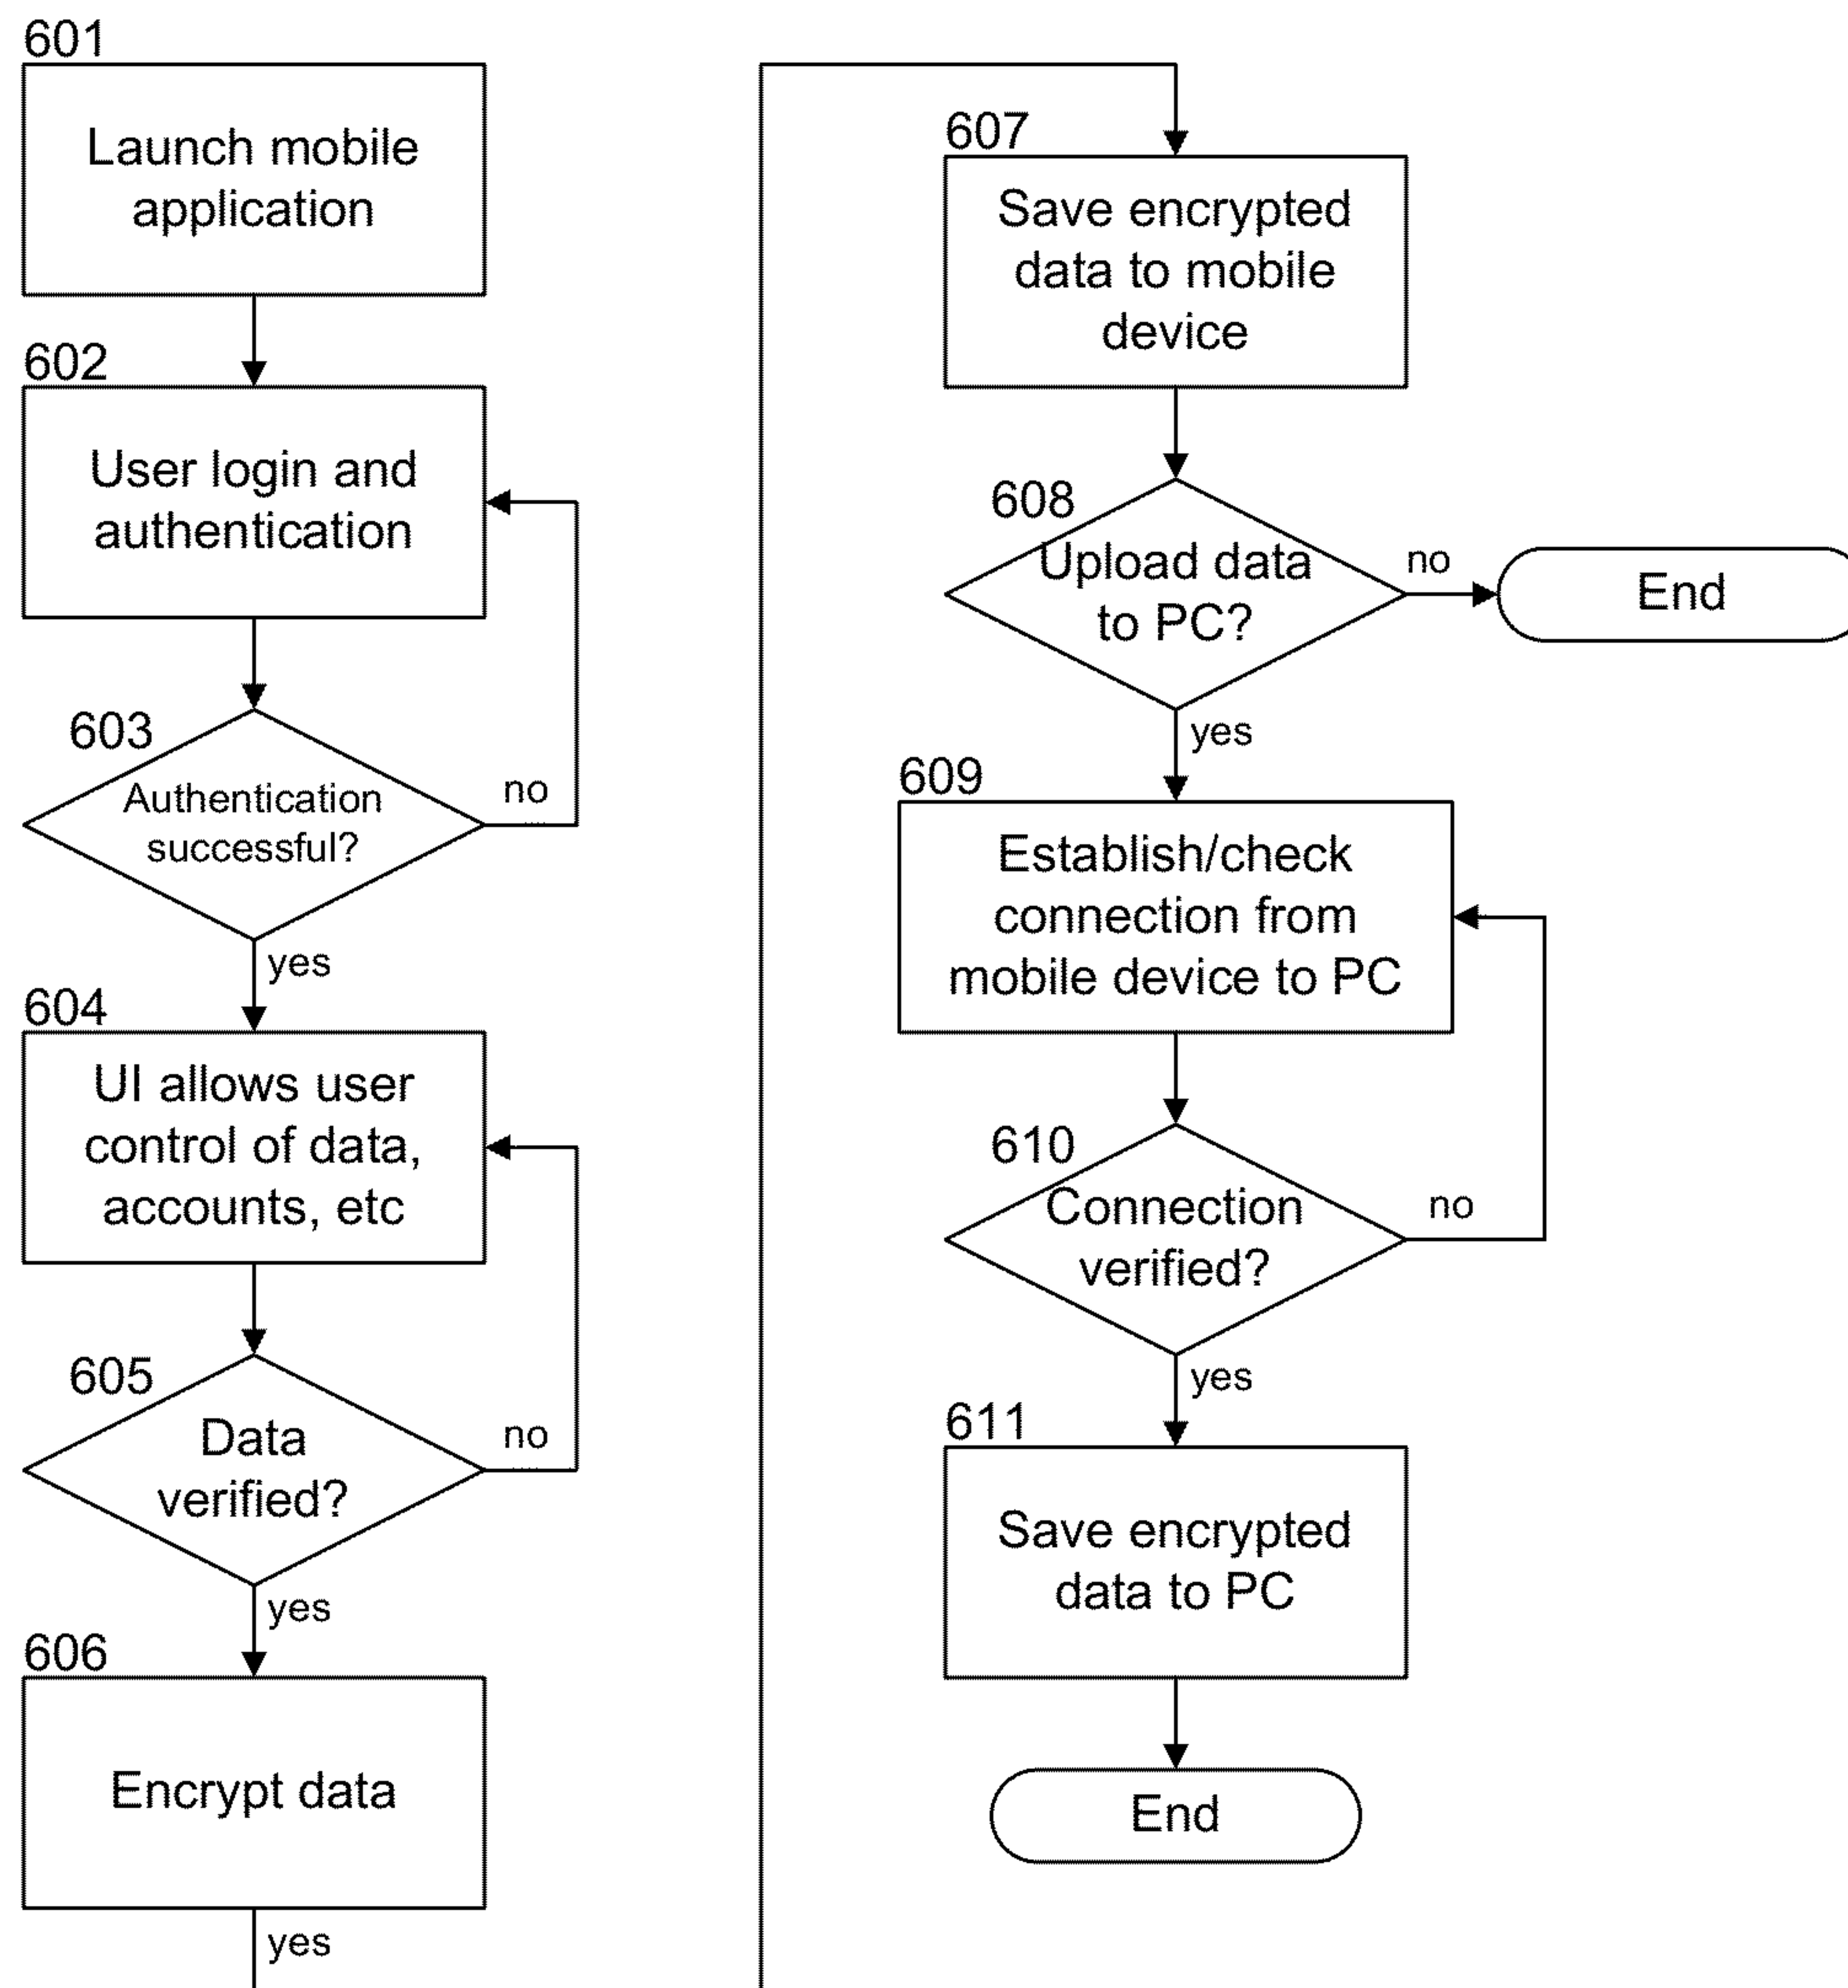 601
Launch mobile
application
602
User login and
authentication
603
Authentication
successful?
no
yes
604
UI allows user
control of data,
accounts, etc
605
Data
verified?
no
yes
606
Encrypt data
yes
607
Save encrypted
data to mobile
device
608
Upload data
to PC?
no
End
yes
609
Establish/check
connection from
mobile device to PC
610
Connection
verified?
no
yes
611
Save encrypted
data to PC
End